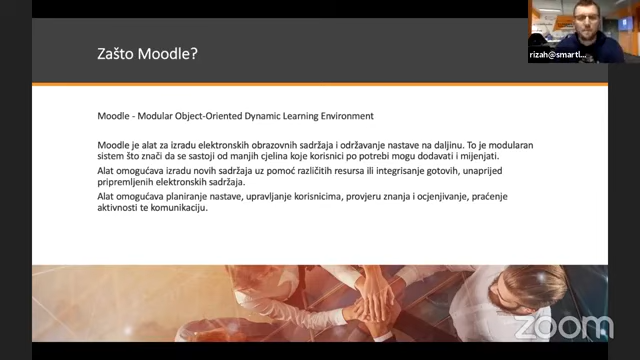 Zašto Moodle?
rizah@smartl...
Moodle - Modular Object-Oriented Dynamic Learning Environment
Moodle je alat za izradu elektronskih obrazovnih sadržaja i održavanje nastave na daljinu. To je modularan
sistem što znači da se sastoji od manjih cjelina koje korisnici po potrebi mogu dodavati i mijenjati.
Alat omogućava izradu novih sadržaja uz pomoć različitih resursa ili integrisanje gotovih, unaprijed
pripremljenih elektronskih sadržaja.
Alat omogućava planiranje nastave, upravljanje korisnicima, provjeru znanja i ocjenjivanje, praćenje
aktivnosti te komunikaciju.
zoom